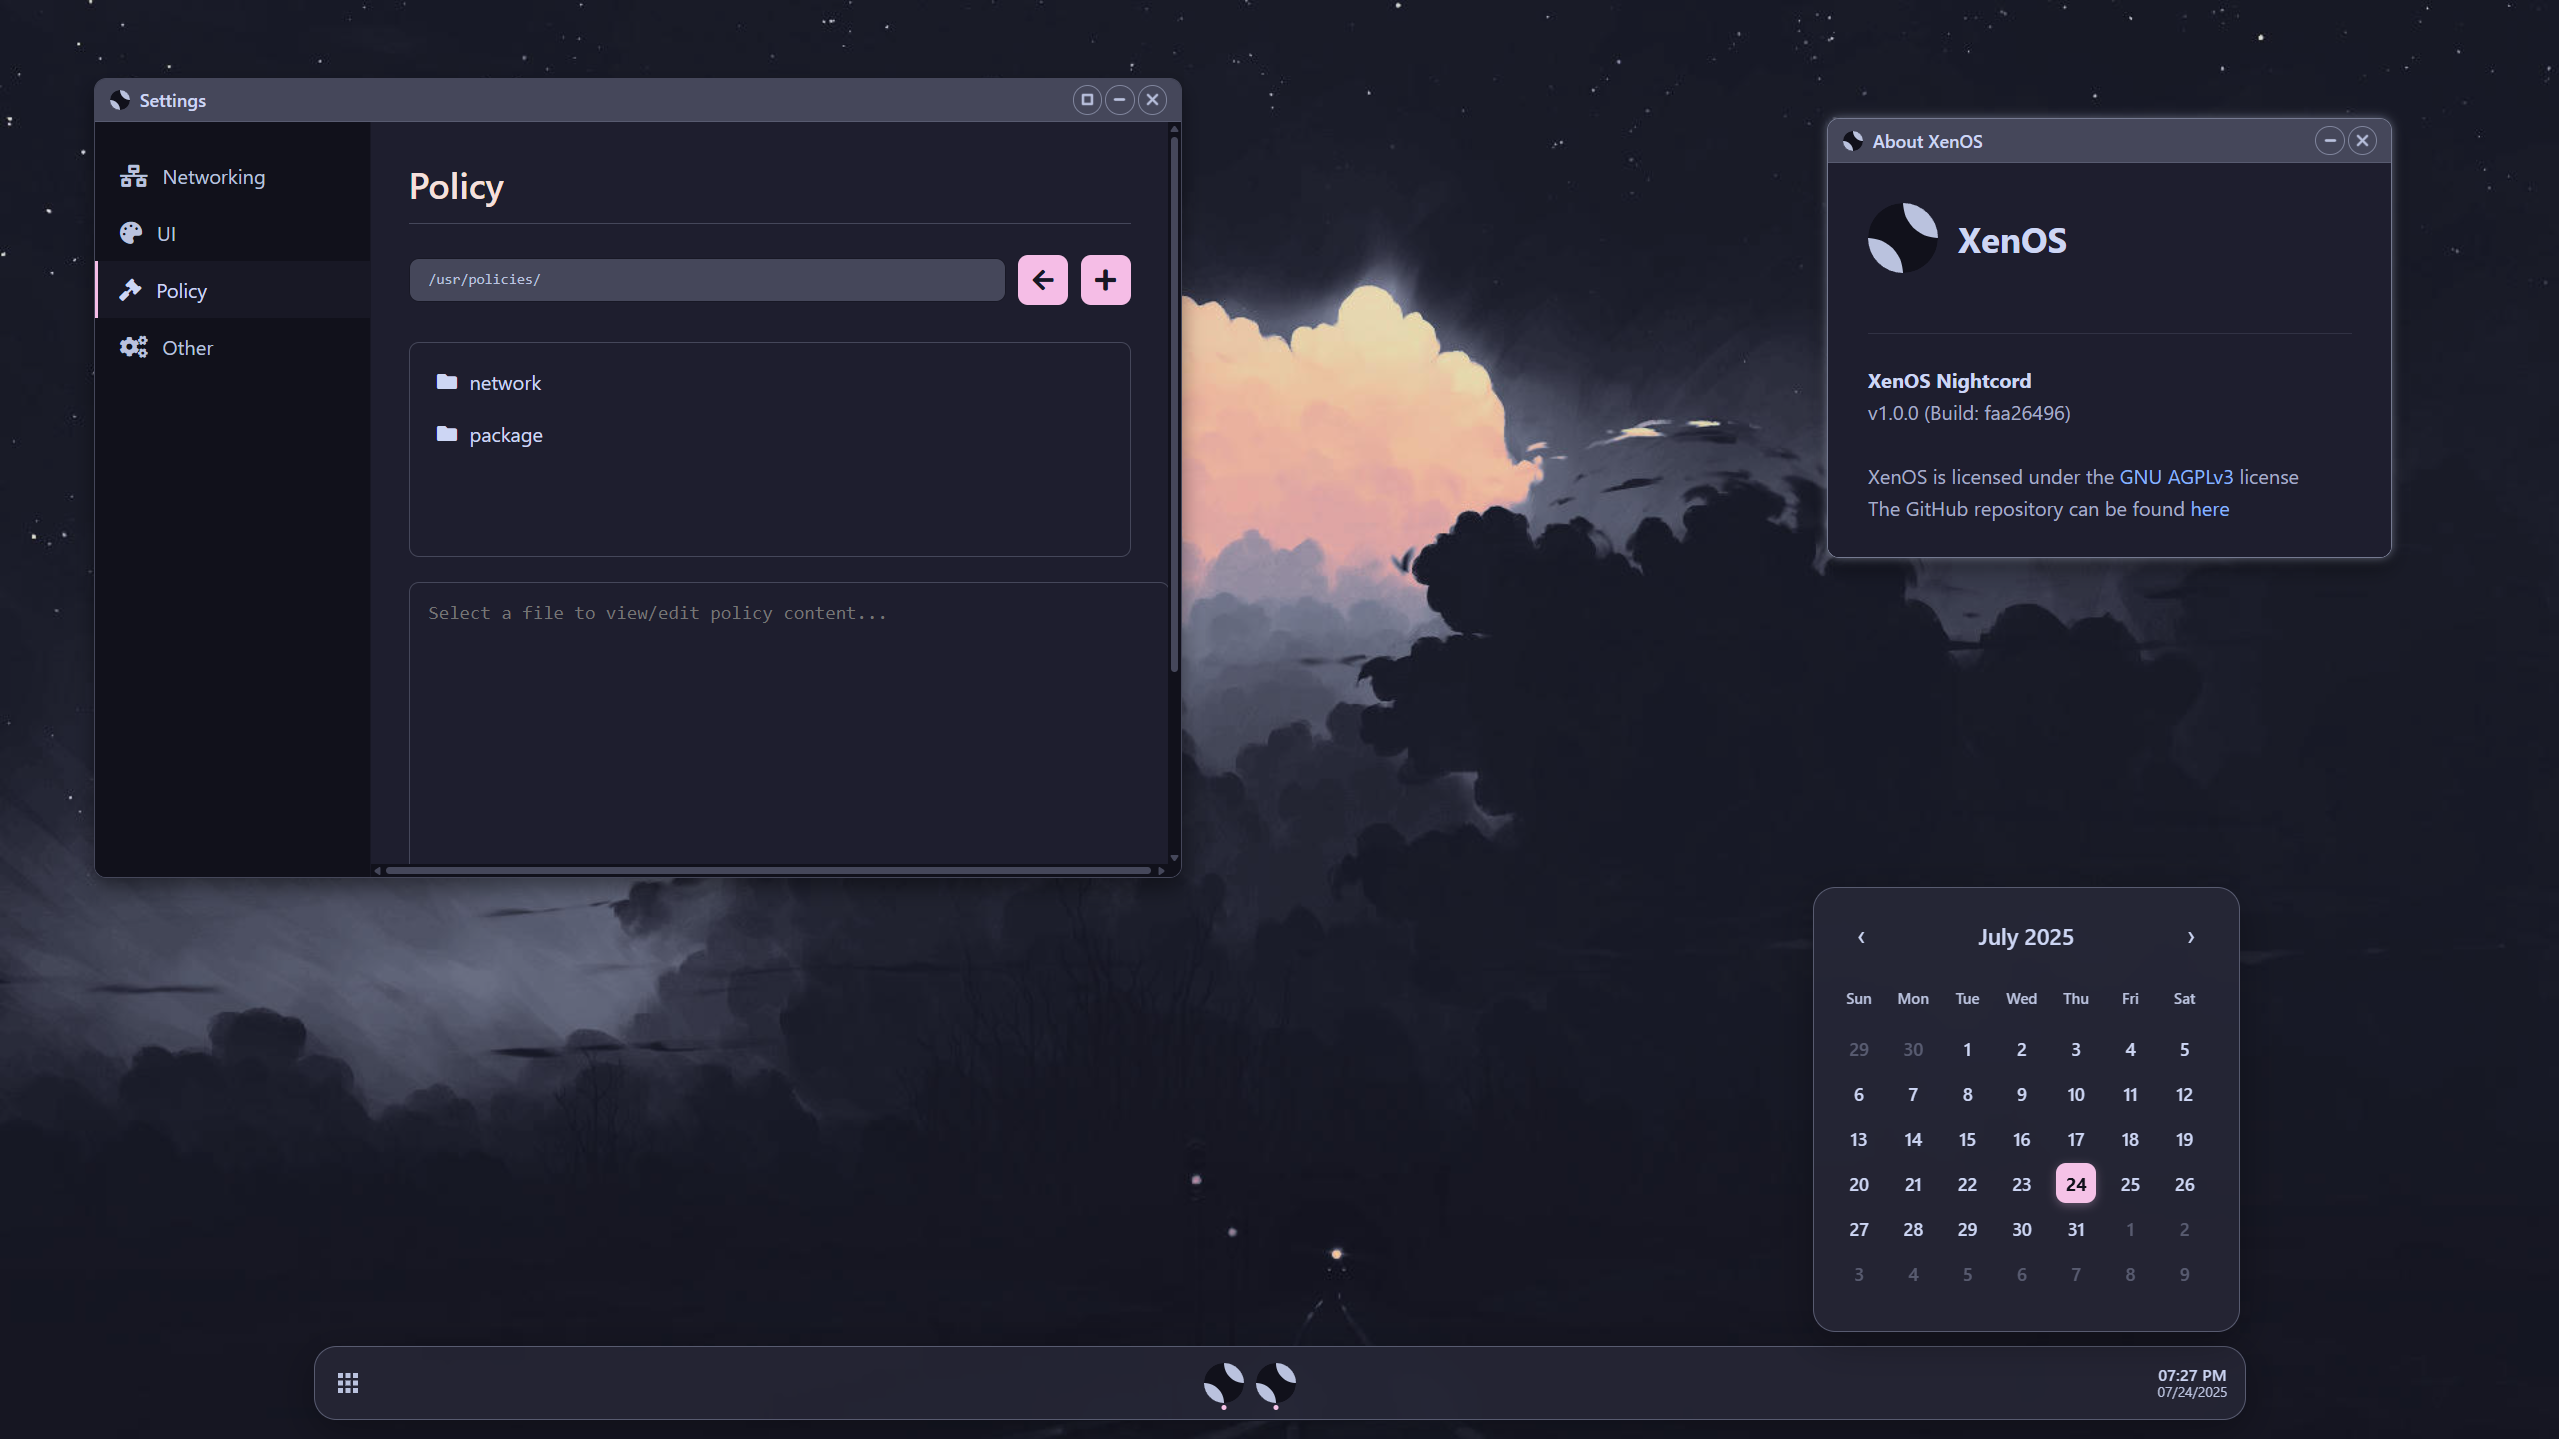 Settings
Networking
UI
Policy
Other
Policy
/usr/policies/
network
package
Select a file to view/edit policy content...
About XenOS
XenOS
XenOS Nightcord
v1.0.0 (Build: faa26496)
XenOS is licensed under the GNU AGPLv3 license
The GitHub repository can be found here
‹ July 2025 ›
Sun Mon Tue Wed Thu Fri Sat
29 30 1 2 3 4 5
6 7 8 9 10 11 12
13 14 15 16 17 18 19
20 21 22 23 24 25 26
27 28 29 30 31 1 2
3 4 5 6 7 8 9
07:27 PM
07/24/2025